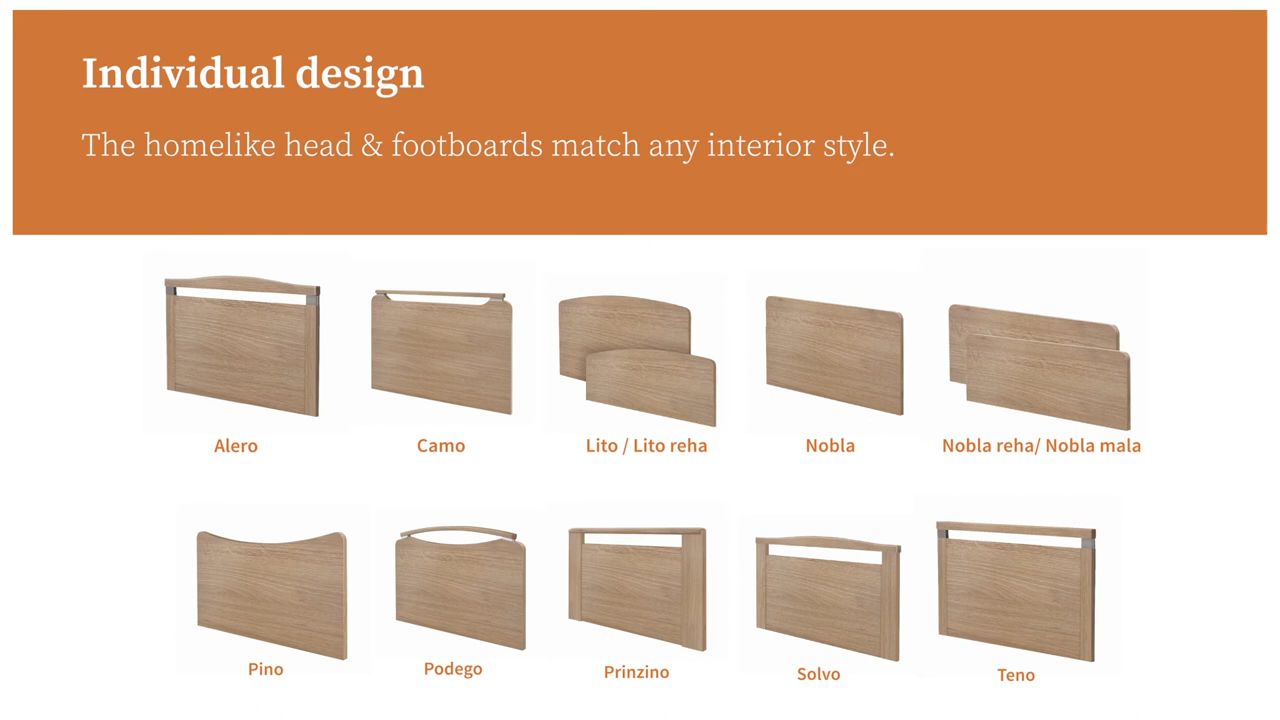 Individual design
The homelike head & footboards match any interior style.
Alero
Camo
Lito / Lito reha
Nobla
Nobla reha/ Nobla mala
Pino
Podego
Prinzino
Solvo
Teno